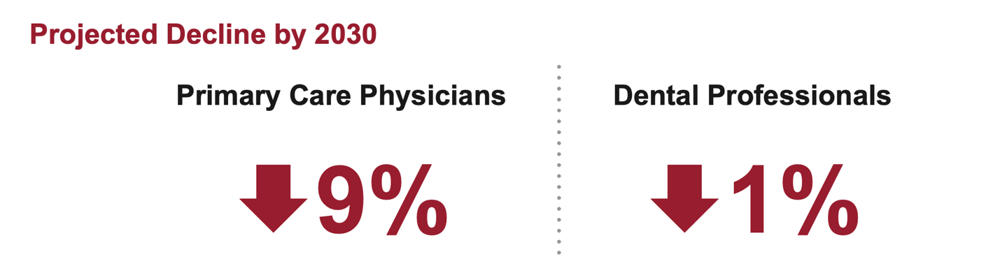 Projected Decline by 2030
Primary Care Physicians
9%
Dental Professionals
1%